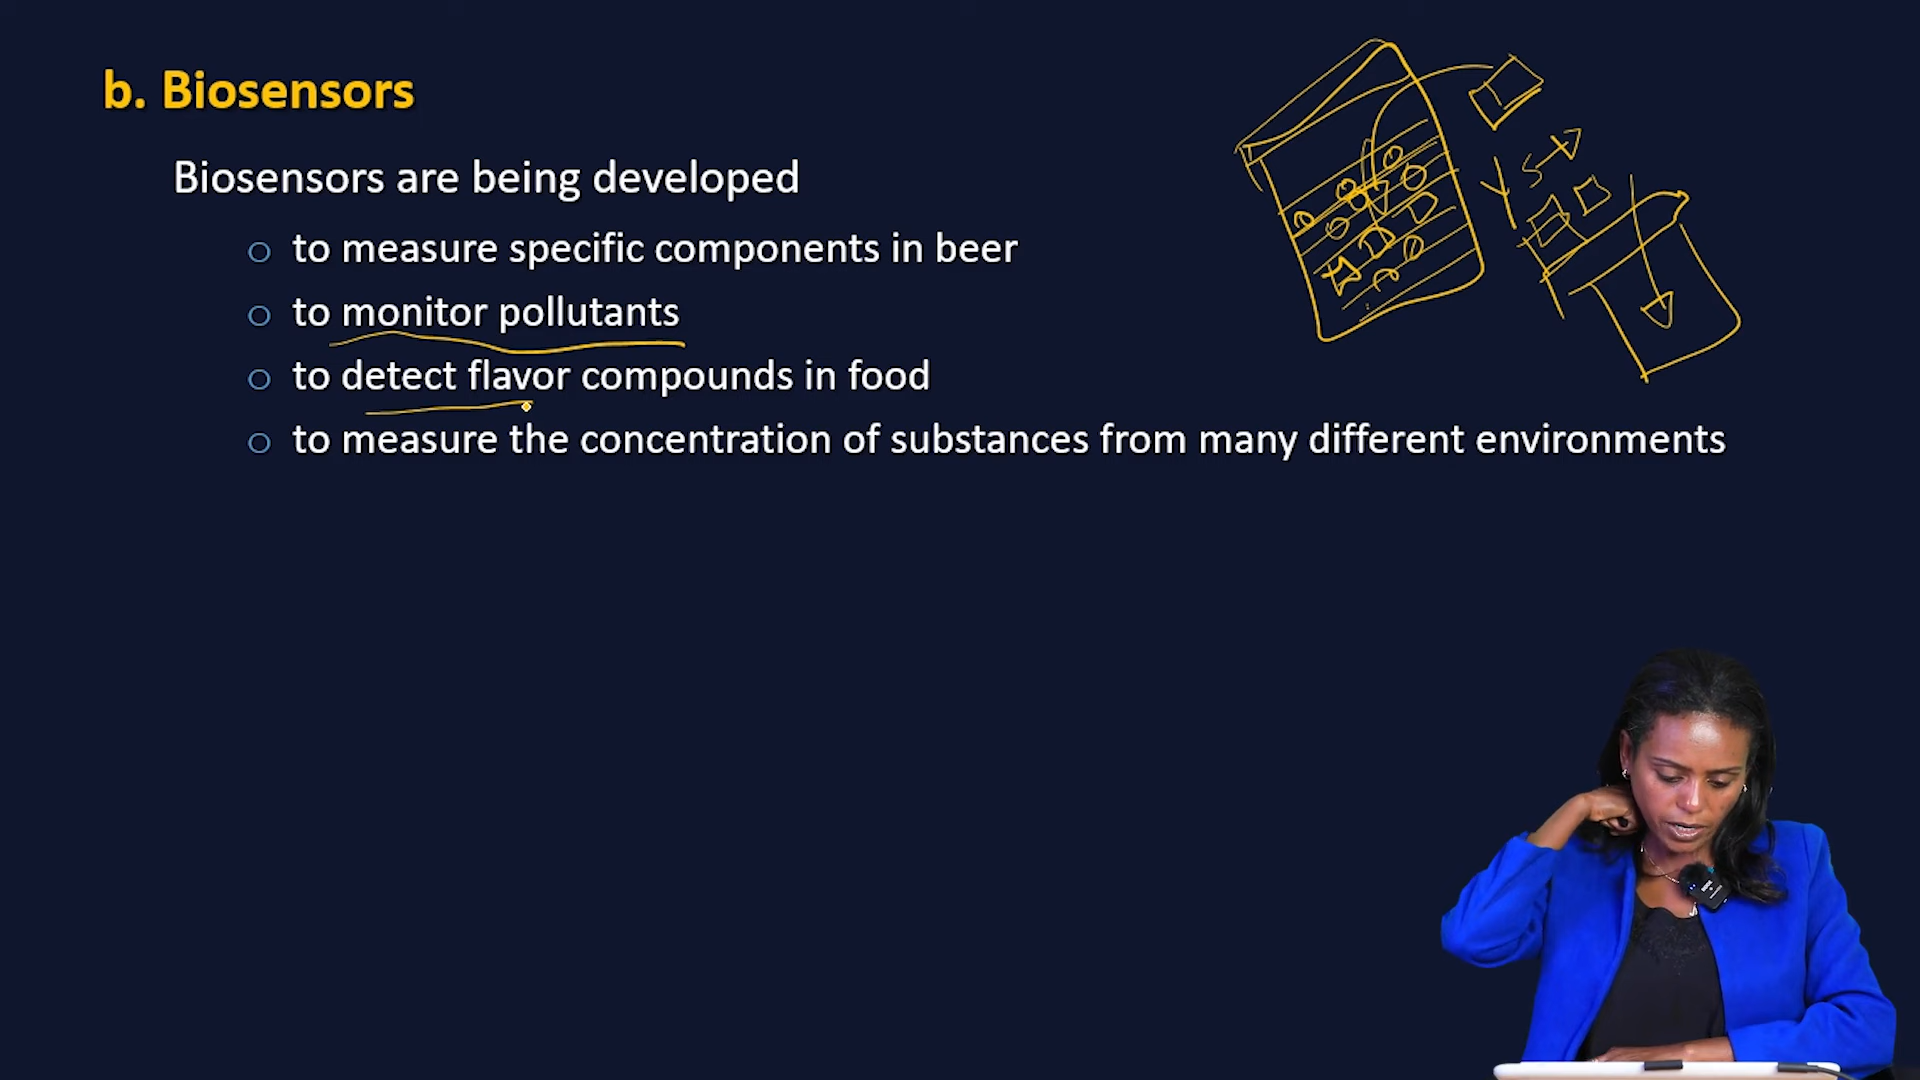 b. Biosensors
Biosensors are being developed
to measure specific components in beer
to monitor pollutants
to detect flavor compounds in food
to measure the concentration of substances from many different environments